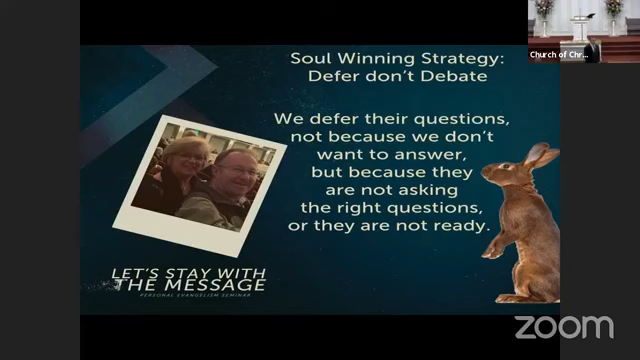 Church of Chr...
Soul Winning Strategy:
Defer don't Debate
We defer their questions,
not because we don't
want to answer,
but because they
are not asking
the right questions,
or they are not ready.
LET'S STAY WITH
THE MESSAGE
PERSONAL EVANGELISM SEMINAR
zoom